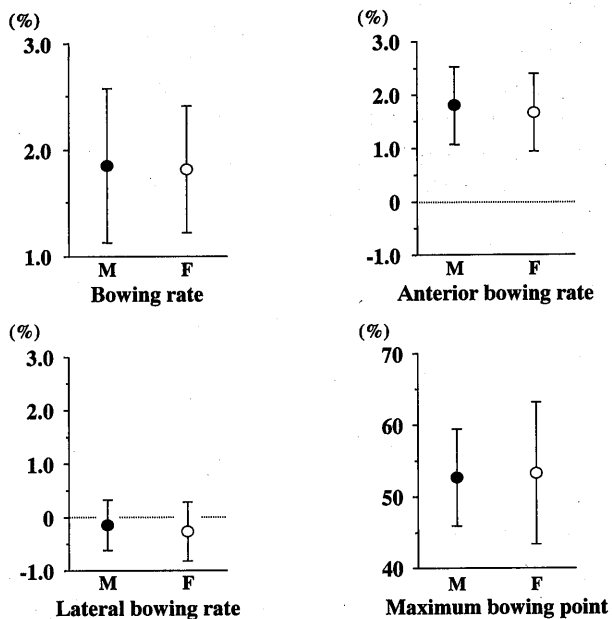 (%)
3.0
2.0
1.0
M F
Bowing rate
(%)
3.0
2.0
1.0
0
-1.0
M F
Anterior bowing rate
(%)
3.0
2.0
1.0
0
-1.0
M F
Lateral bowing rate
(%)
70
60
50
40
M F
Maximum bowing point